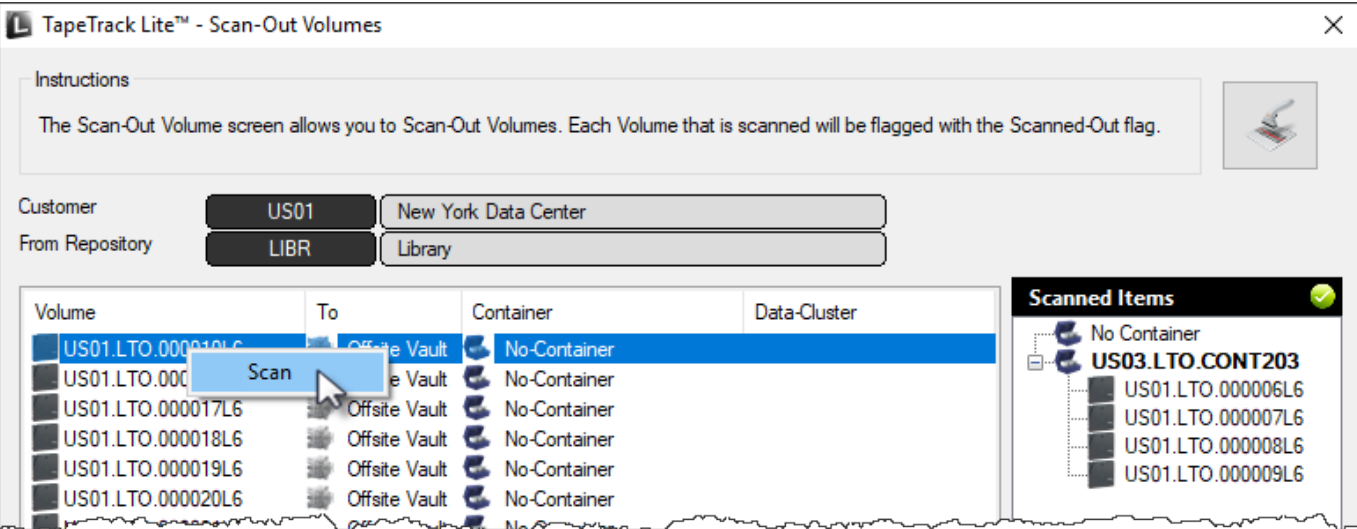 TapeTrack Lite™ - Scan-Out Volumes
Instructions
The Scan-Out Volume screen allows you to Scan-Out Volumes. Each Volume that is scanned will be flagged with the Scanned-Out flag.
Customer US01 New York Data Center
From Repository LIBR Library
Volume To Container Data-Cluster
Offsite Vault No-Container
Scan
US01.LTO.000 e Vault No-Container
US01.LTO.000017L6 Offsite Vault No-Container
US01.LTO.000018L6 Offsite Vault No-Container
US01.LTO.000019L6 Offsite Vault No-Container
US01.LTO.000020L6 Offsite Vault No-Container
Scanned Items
No Container
US03.LTO.CONT203
US01.LTO.000006L6
US01.LTO.000007L6
US01.LTO.000008L6
US01.LTO.000009L6